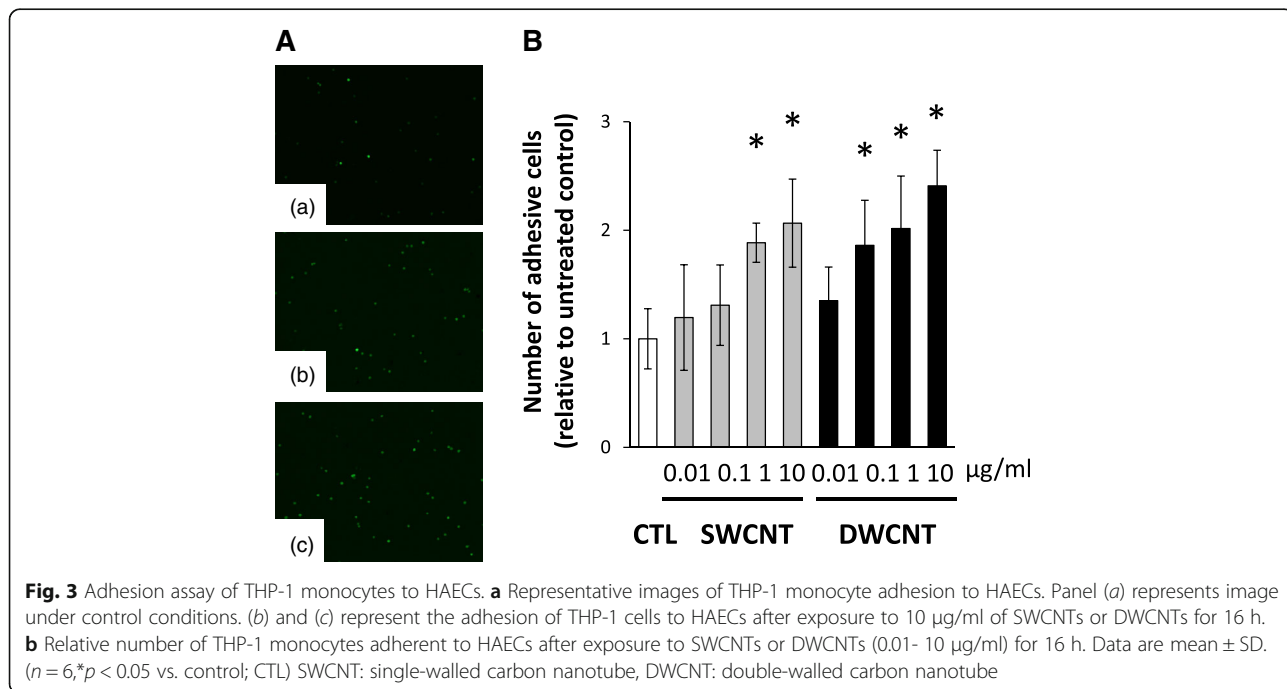 A
B
(a)
(b)
(c)
Number of adhesive cells
(relative to untreated control)
3
2
1
0
* * * * *
0.01 0.1 1 10 0.01 0.1 1 10 µg/ml
CTL SWCNT DWCNT
Fig. 3 Adhesion assay of THP-1 monocytes to HAECs. a Representative images of THP-1 monocyte adhesion to HAECs. Panel (a) represents image
under control conditions. (b) and (c) represent the adhesion of THP-1 cells to HAECs after exposure to 10 µg/ml of SWCNTs or DWCNTs for 16 h.
b Relative number of THP-1 monocytes adherent to HAECs after exposure to SWCNTs or DWCNTs (0.01- 10 µg/ml) for 16 h. Data are mean ± SD.
(n = 6,*p < 0.05 vs. control; CTL) SWCNT: single-walled carbon nanotube, DWCNT: double-walled carbon nanotube